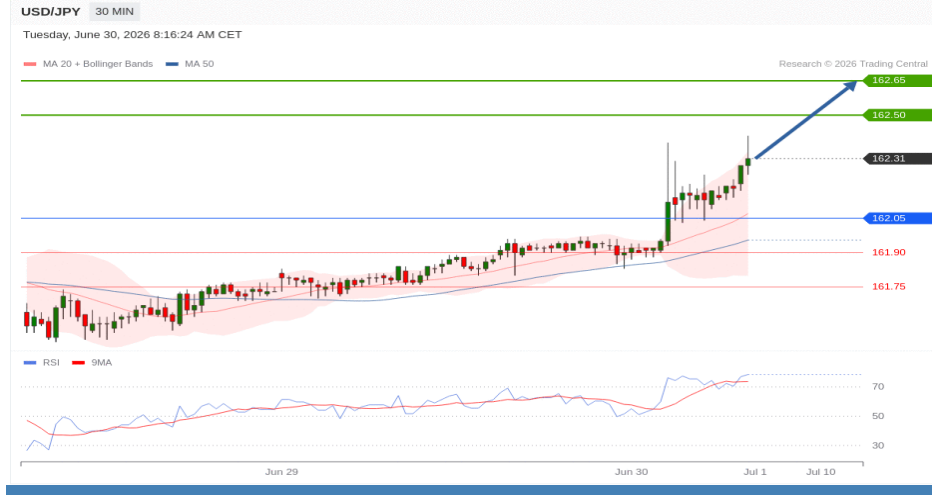 USD/JPY 30 MIN
Tuesday, June 30, 2026 8:16:24 AM CET
MA 20 + Bollinger Bands MA 50
Research © 2026 Trading Central
162.65
162.50
162.31
162.05
161.90
161.75
RSI 9MA
70
50
30
Jun 29 Jun 30 Jul 1 Jul 10